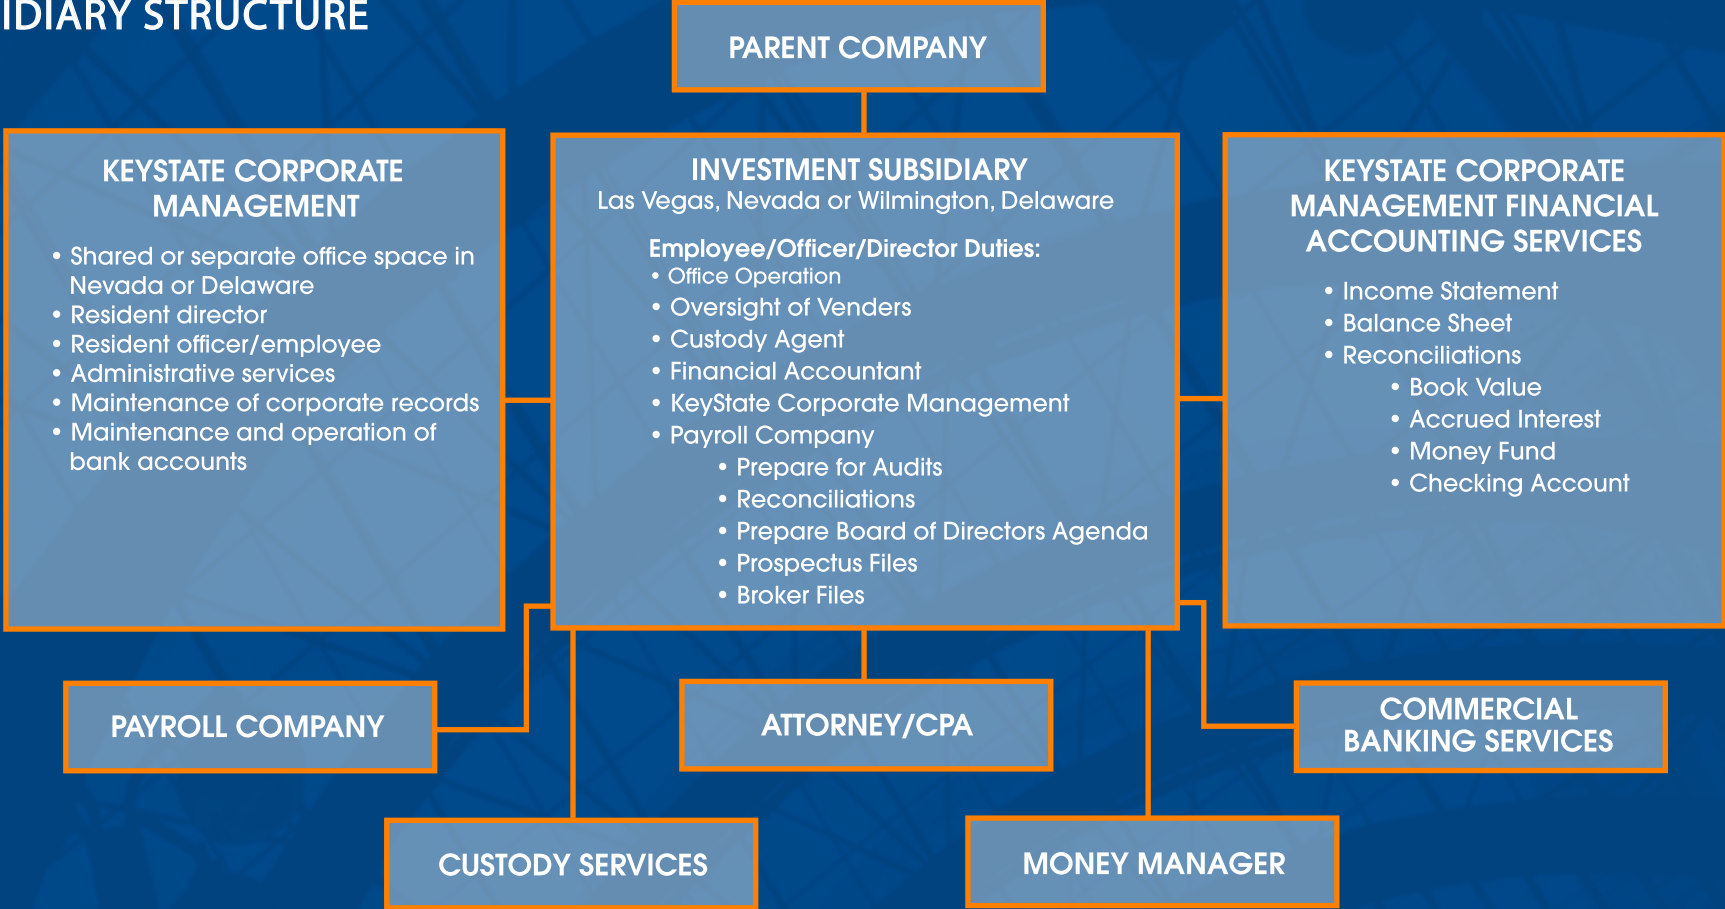 IDIARY STRUCTURE
PARENT COMPANY
KEYSTATE CORPORATE
MANAGEMENT
• Shared or separate office space in
Nevada or Delaware
• Resident director
• Resident officer/employee
• Administrative services
• Maintenance of corporate records
• Maintenance and operation of
bank accounts
INVESTMENT SUBSIDIARY
Las Vegas, Nevada or Wilmington, Delaware
Employee/Officer/Director Duties:
• Office Operation
• Oversight of Venders
• Custody Agent
• Financial Accountant
• KeyState Corporate Management
• Payroll Company
• Prepare for Audits
• Reconciliations
• Prepare Board of Directors Agenda
• Prospectus Files
• Broker Files
KEYSTATE CORPORATE
MANAGEMENT FINANCIAL
ACCOUNTING SERVICES
• Income Statement
• Balance Sheet
• Reconciliations
• Book Value
• Accrued Interest
• Money Fund
• Checking Account
PAYROLL COMPANY
ATTORNEY/CPA
COMMERCIAL
BANKING SERVICES
CUSTODY SERVICES
MONEY MANAGER